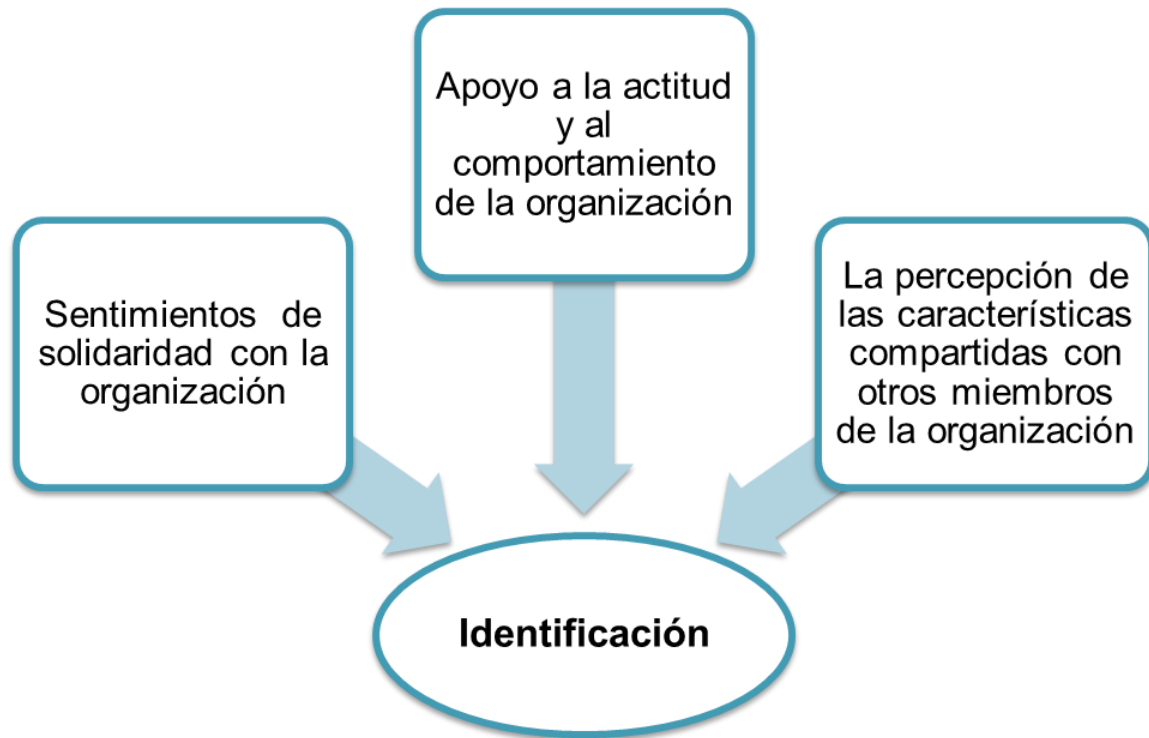 Apoyo a la actitud
y al
comportamiento
de la organización
Sentimientos de
solidaridad con la
organización
La percepción de
las características
compartidas con
otros miembros
de la organización
Identificación